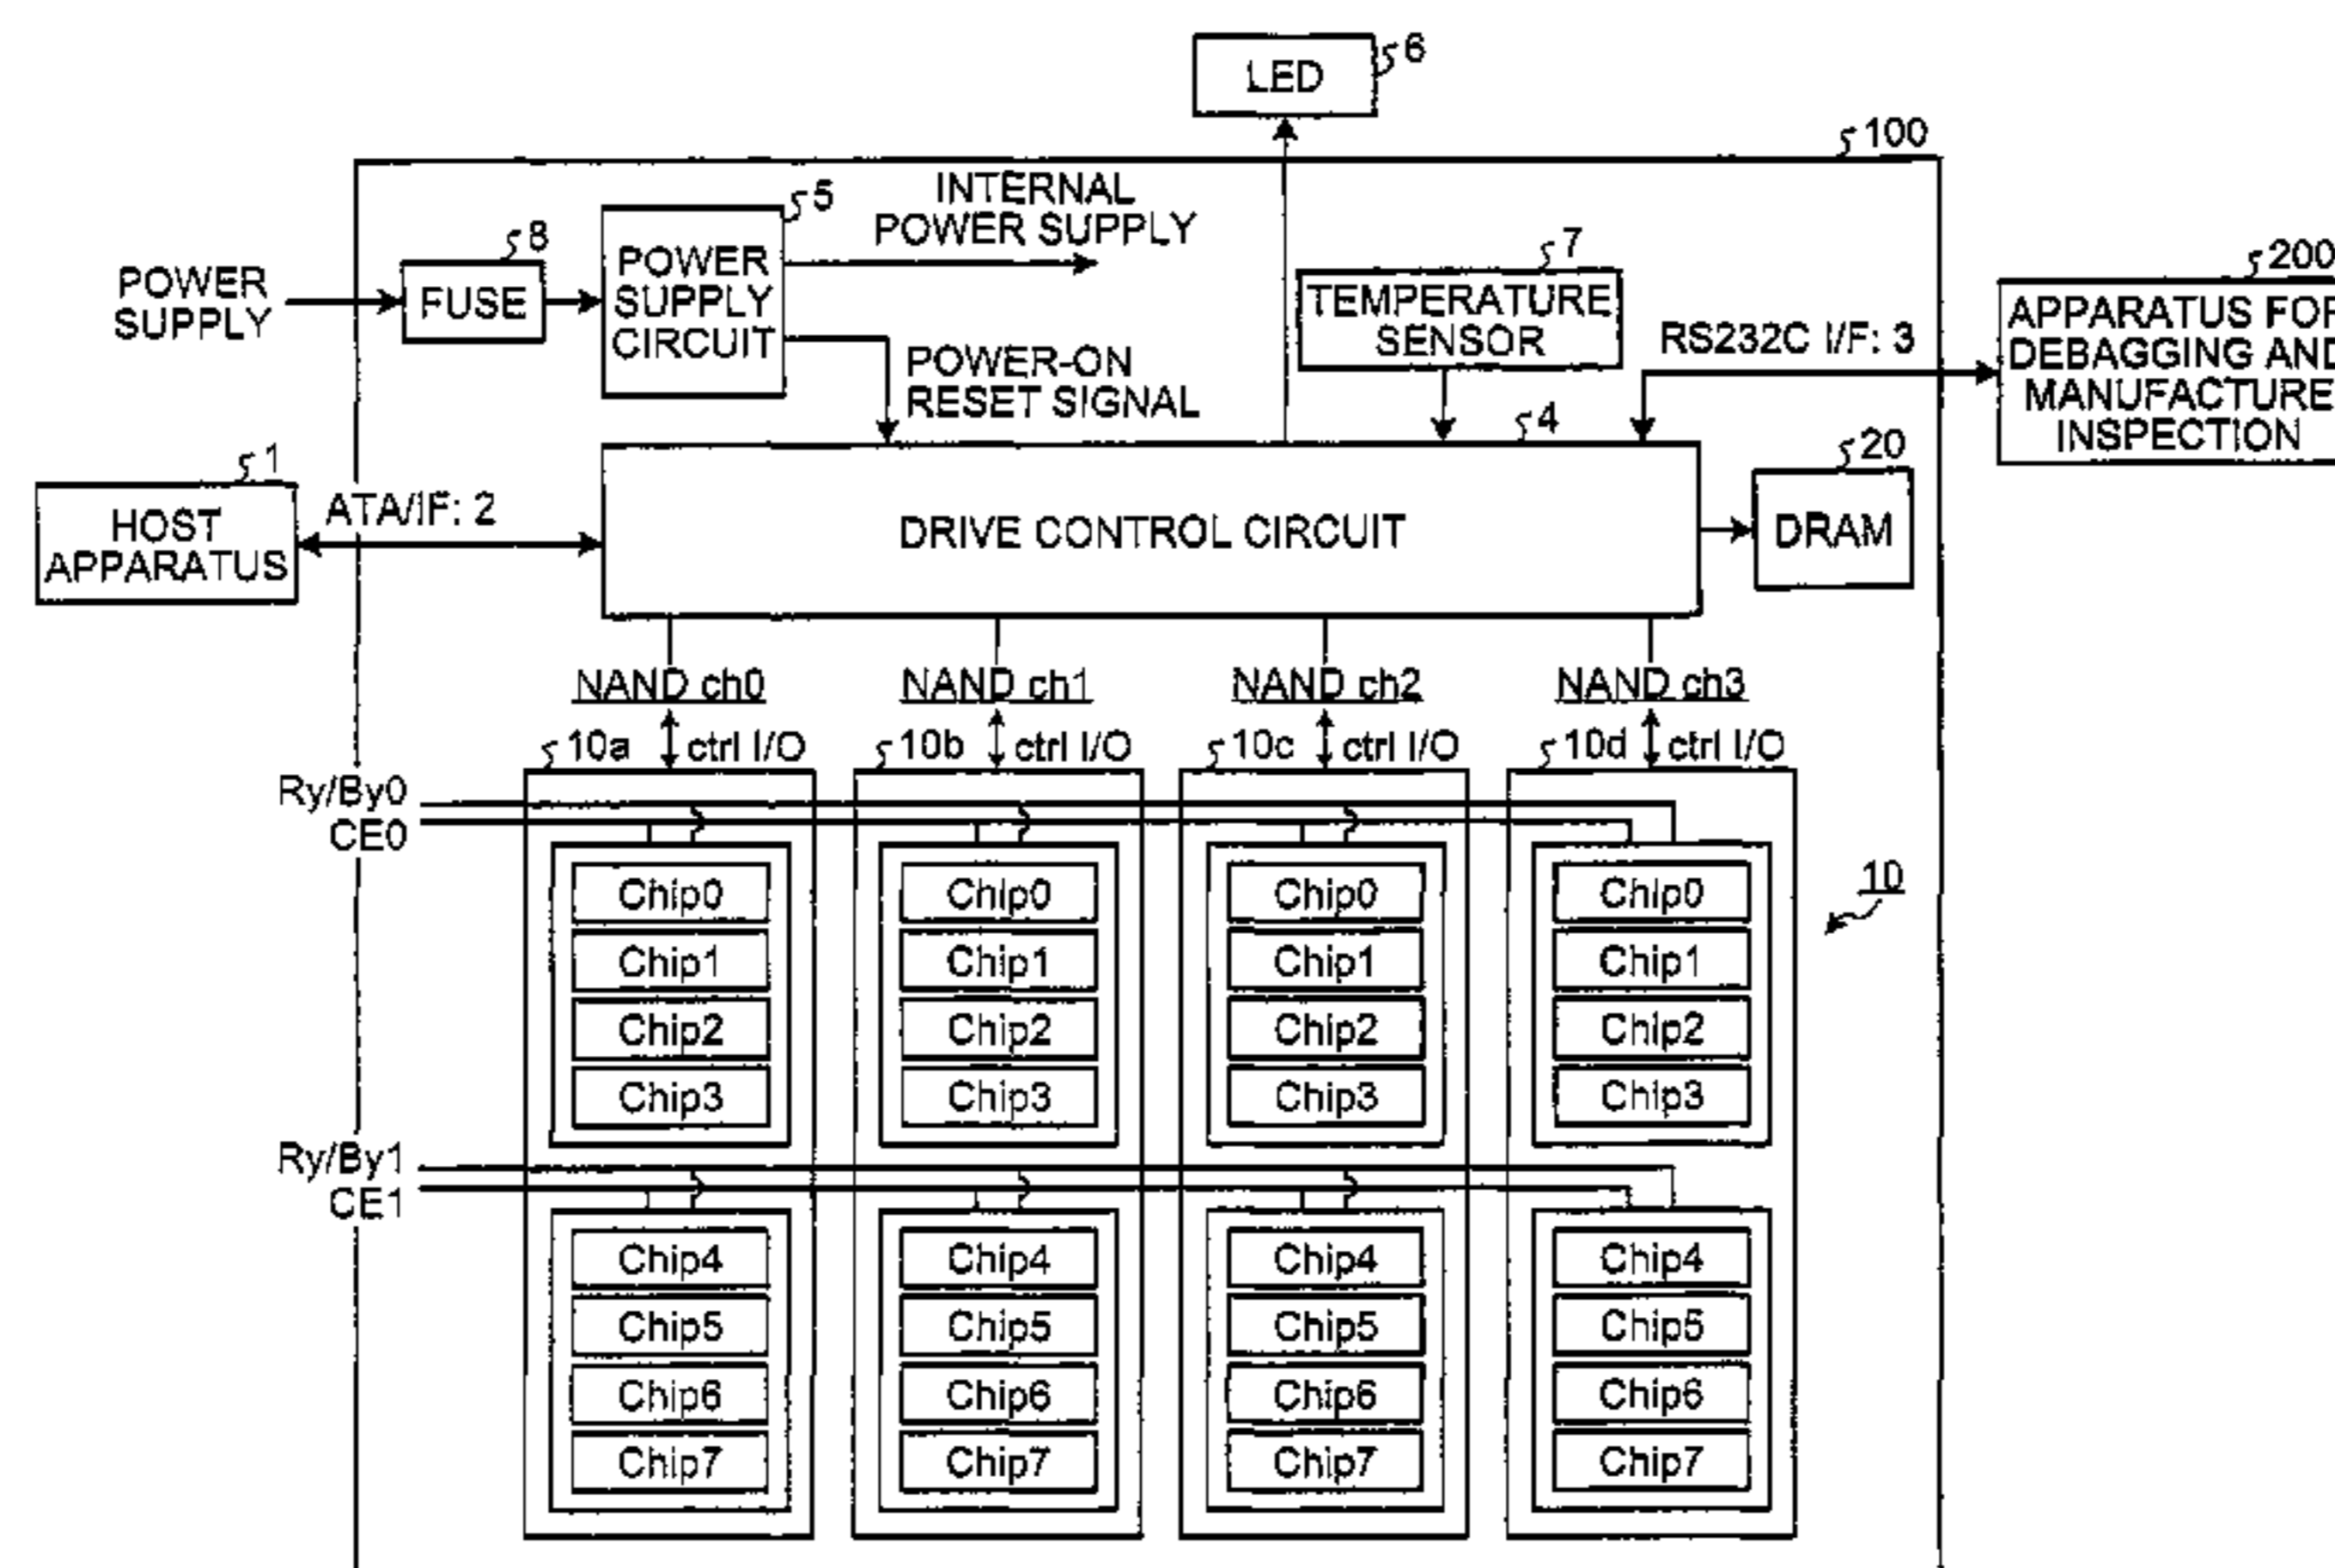 6
LED
100
5
INTERNAL
POWER SUPPLY
8
7
200
POWER
SUPPLY
FUSE
POWER
SUPPLY
CIRCUIT
TEMPERATURE
SENSOR
RS232C I/F: 3
APPARATUS FOR
DEBAGGING AND
MANUFACTURE
INSPECTION
POWER-ON
RESET SIGNAL
4
20
1
HOST
APPARATUS
ATA/IF: 2
DRIVE CONTROL CIRCUIT
DRAM
NAND ch0 NAND ch1 NAND ch2 NAND ch3
10a ctrl I/O 10b ctrl I/O 10c ctrl I/O 10d ctrl I/O
Ry/By0
CE0
10
Chip0 Chip0 Chip0 Chip0
Chip1 Chip1 Chip1 Chip1
Chip2 Chip2 Chip2 Chip2
Chip3 Chip3 Chip3 Chip3
Ry/By1
CE1
Chip4 Chip4 Chip4 Chip4
Chip5 Chip5 Chip5 Chip5
Chip6 Chip6 Chip6 Chip6
Chip7 Chip7 Chip7 Chip7